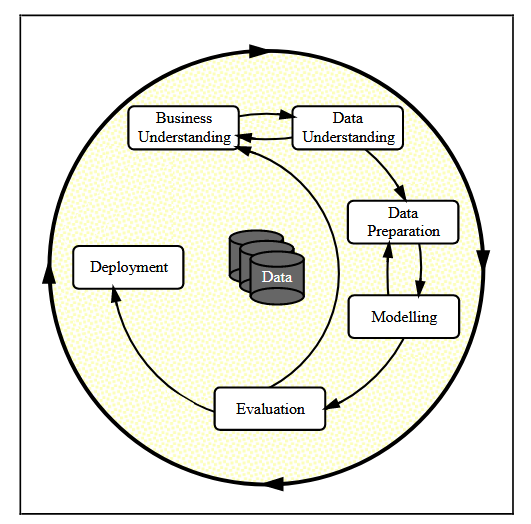 Business
Understanding
Data
Understanding
Data
Preparation
Deployment
Data
Modelling
Evaluation